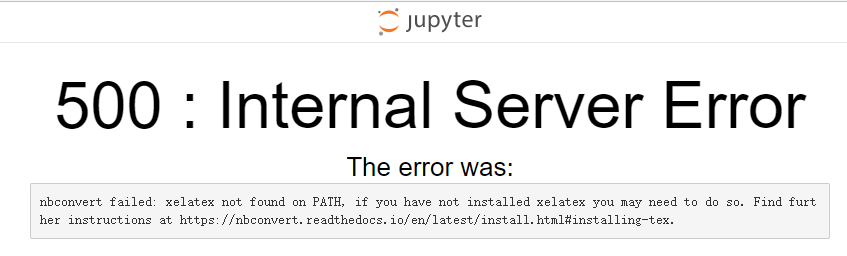 jupyter
500 : Internal Server Error
The error was:
nbconvert failed: xelatex not found on PATH, if you have not installed xelatex you may need to do so. Find furt
her instructions at https://nbconvert.readthedocs.io/en/latest/install.html#installing-tex.